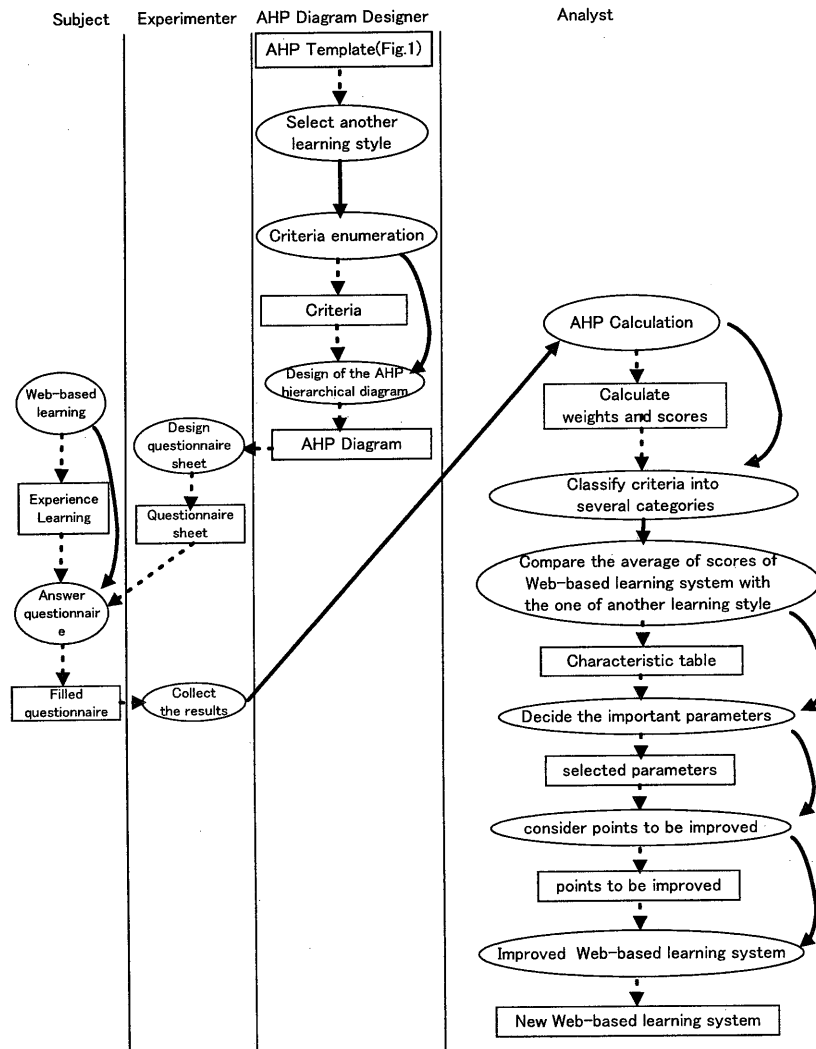 Subject
Experimenter
AHP Diagram Designer
Analyst
AHP Template(Fig.1)
Select another
learning style
Criteria enumeration
Criteria
Design of the AHP
hierarchical diagram
AHP Diagram
Design
questionnaire
sheet
Questionnaire
sheet
Web-based
learning
Experience
Learning
Answer
questionnair
e
Filled
questionnaire
Collect
the results
AHP Calculation
Calculate
weights and scores
Classify criteria into
several categories
Compare the average of scores of
Web-based learning system with
the one of another learning style
Characteristic table
Decide the important parameters
selected parameters
consider points to be improved
points to be improved
Improved Web-based learning system
New Web-based learning system